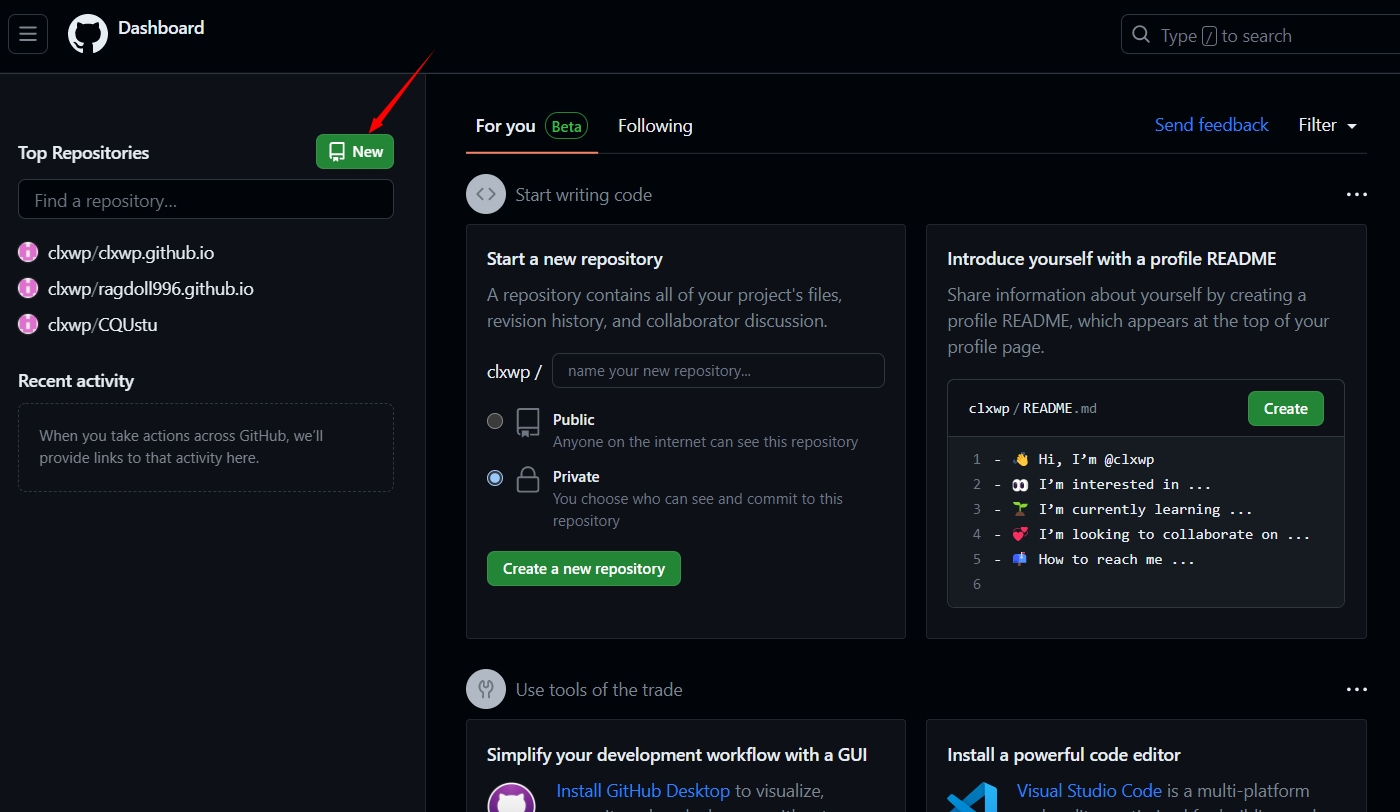 Dashboard
Type / to search
Top Repositories
New
Find a repository...
clxwp/clxwp.github.io
clxwp/ragdoll996.github.io
clxwp/CQUstu
Recent activity
When you take actions across GitHub, we'll
provide links to that activity here.
For you Beta
Following
Send feedback
Filter
Start writing code
Start a new repository
A repository contains all of your project's files,
revision history, and collaborator discussion.
clxwp /
name your new repository...
Public
Anyone on the internet can see this repository
Private
You choose who can see and commit to this
repository
Create a new repository
Introduce yourself with a profile README
Share information about yourself by creating a
profile README, which appears at the top of your
profile page.
clxwp / README.md
Create
1 - 👋 Hi, I’m @clxwp
2 - 👀 I’m interested in ...
3 - 🌱 I’m currently learning ...
4 - 💞️ I’m looking to collaborate on ...
5 - 📫 How to reach me ...
6
Use tools of the trade
Simplify your development workflow with a GUI
Install GitHub Desktop to visualize,
Install a powerful code editor
Visual Studio Code is a multi-platform